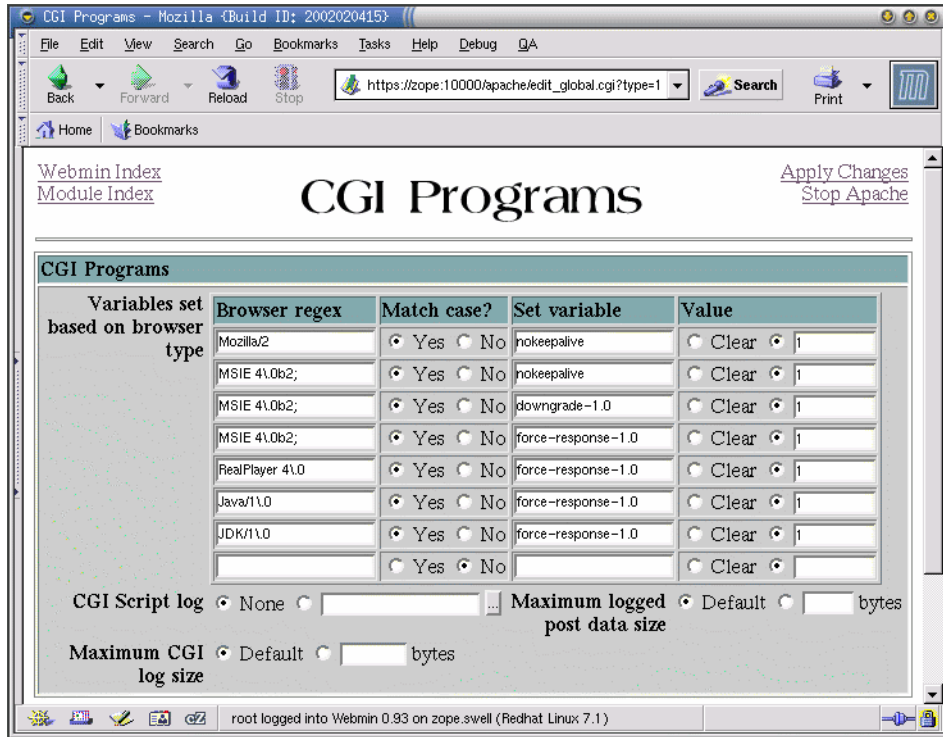 CGI Programs - Mozilla {Build ID: 2002020415}
File Edit View Search Go Bookmarks Tasks Help Debug QA
Back Forward Reload Stop https://zope:10000/apache/edit_global.cgi?type=1 Search Print
Home Bookmarks
Webmin Index
Module Index
CGI Programs
Apply Changes
Stop Apache
CGI Programs
Variables set based on browser type
Browser regex Match case? Set variable Value
Mozilla/2 Yes No nokeepalive Clear 1
MSIE 4\.0b2; Yes No nokeepalive Clear 1
MSIE 4\.0b2; Yes No downgrade-1.0 Clear 1
MSIE 4\.0b2; Yes No force-response-1.0 Clear 1
RealPlayer 4\.0 Yes No force-response-1.0 Clear 1
Java/1\.0 Yes No force-response-1.0 Clear 1
JDK/1\.0 Yes No force-response-1.0 Clear 1
Yes No Clear
CGI Script log None ... Maximum logged post data size Default bytes
Maximum CGI log size Default bytes
root logged into Webmin 0.93 on zope.swell (Redhat Linux 7.1)